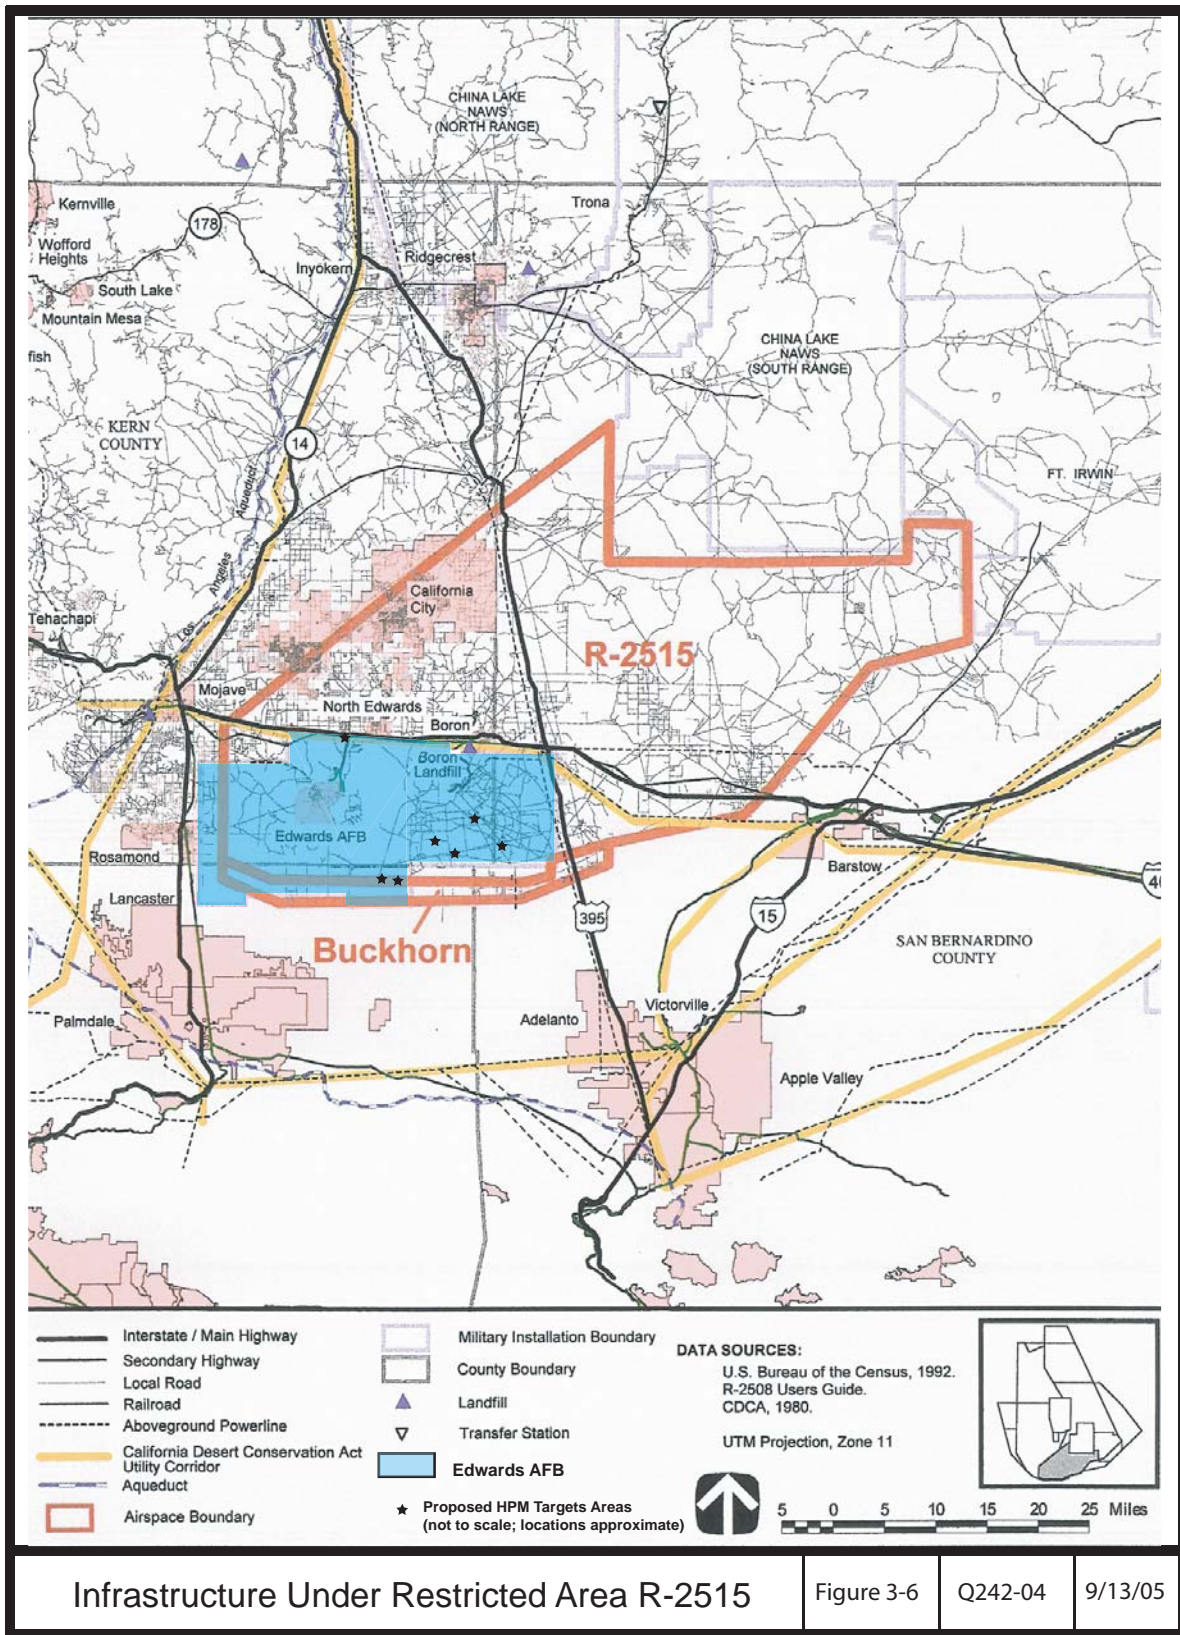 CHINA LAKE
NAWS
(NORTH RANGE)
Kernville
178
Trona
Wofford
Heights
Inyokern
Ridgecrest
South Lake
Mountain Mesa
fish
CHINA LAKE
NAWS
(SOUTH RANGE)
KERN
COUNTY
14
FT. IRWIN
Aqueduct
Angeles
Los
California
City
Tehachapi
R-2515
Mojave
North Edwards
Boron
Boron
Landfill
Edwards AFB
Rosamond
Barstow
Lancaster
40
395
15
Buckhorn
SAN BERNARDINO
COUNTY
Victorville
Palmdale
Adelanto
Apple Valley
Interstate / Main Highway
Secondary Highway
Local Road
Railroad
Aboveground Powerline
California Desert Conservation Act
Utility Corridor
Aqueduct
Airspace Boundary
Military Installation Boundary
County Boundary
Landfill
Transfer Station
Edwards AFB
Proposed HPM Targets Areas
(not to scale; locations approximate)
DATA SOURCES:
U.S. Bureau of the Census, 1992.
R-2508 Users Guide.
CDCA, 1980.
UTM Projection, Zone 11
5 0 5 10 15 20 25 Miles
Infrastructure Under Restricted Area R-2515
Figure 3-6
Q242-04
9/13/05